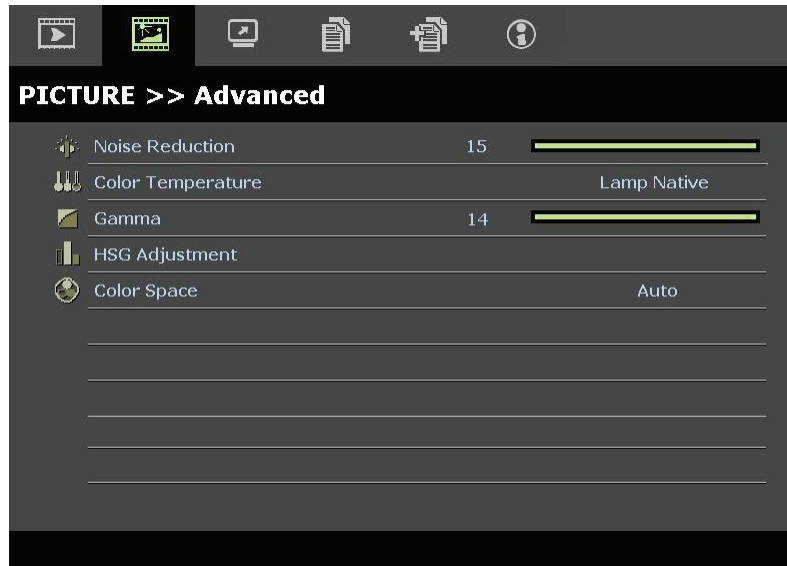 PICTURE >> Advanced
Noise Reduction 15
Color Temperature Lamp Native
Gamma 14
HSG Adjustment
Color Space Auto